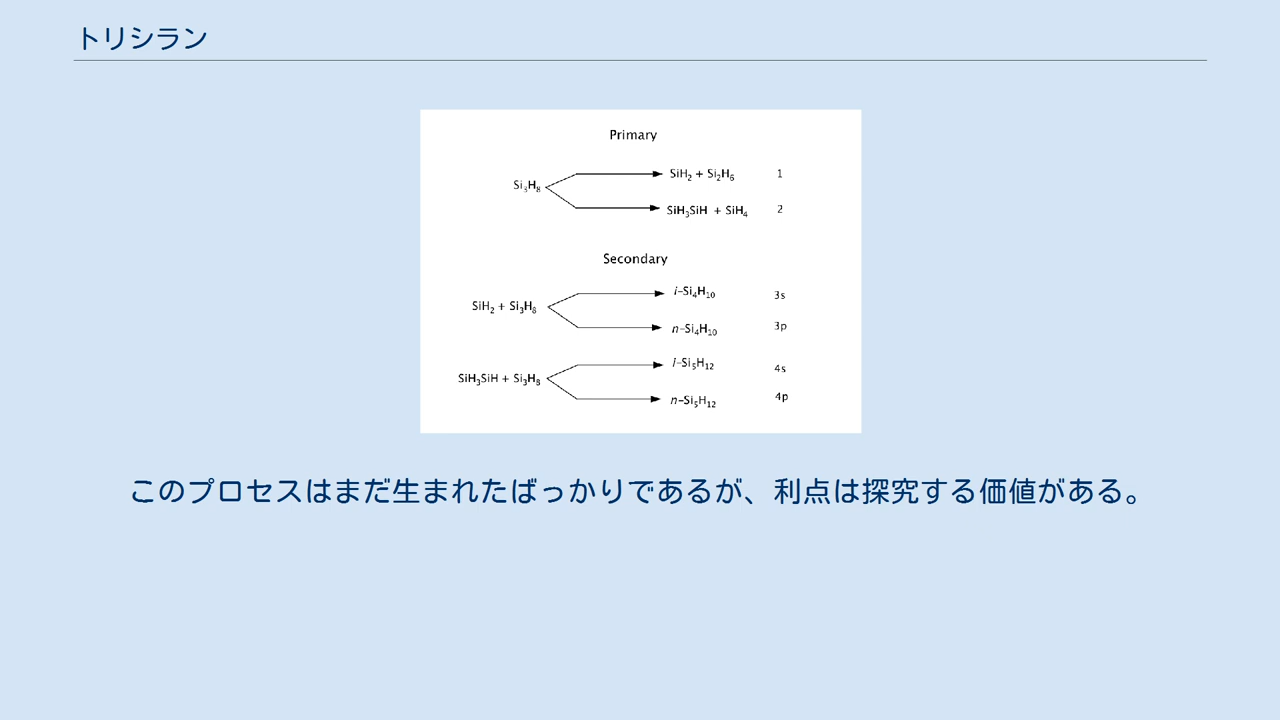 トリシラン
Primary
Si₃H₈
SiH₂ + Si₂H₆ 1
SiH₃SiH + SiH₄ 2
Secondary
SiH₂ + Si₃H₈
i-Si₄H₁₀ 3s
n-Si₄H₁₀ 3p
SiH₃SiH + Si₃H₈
i-Si₅H₁₂ 4s
n-Si₅H₁₂ 4p
このプロセスはまだ生まれたばっかりであるが、利点は探究する価値がある。